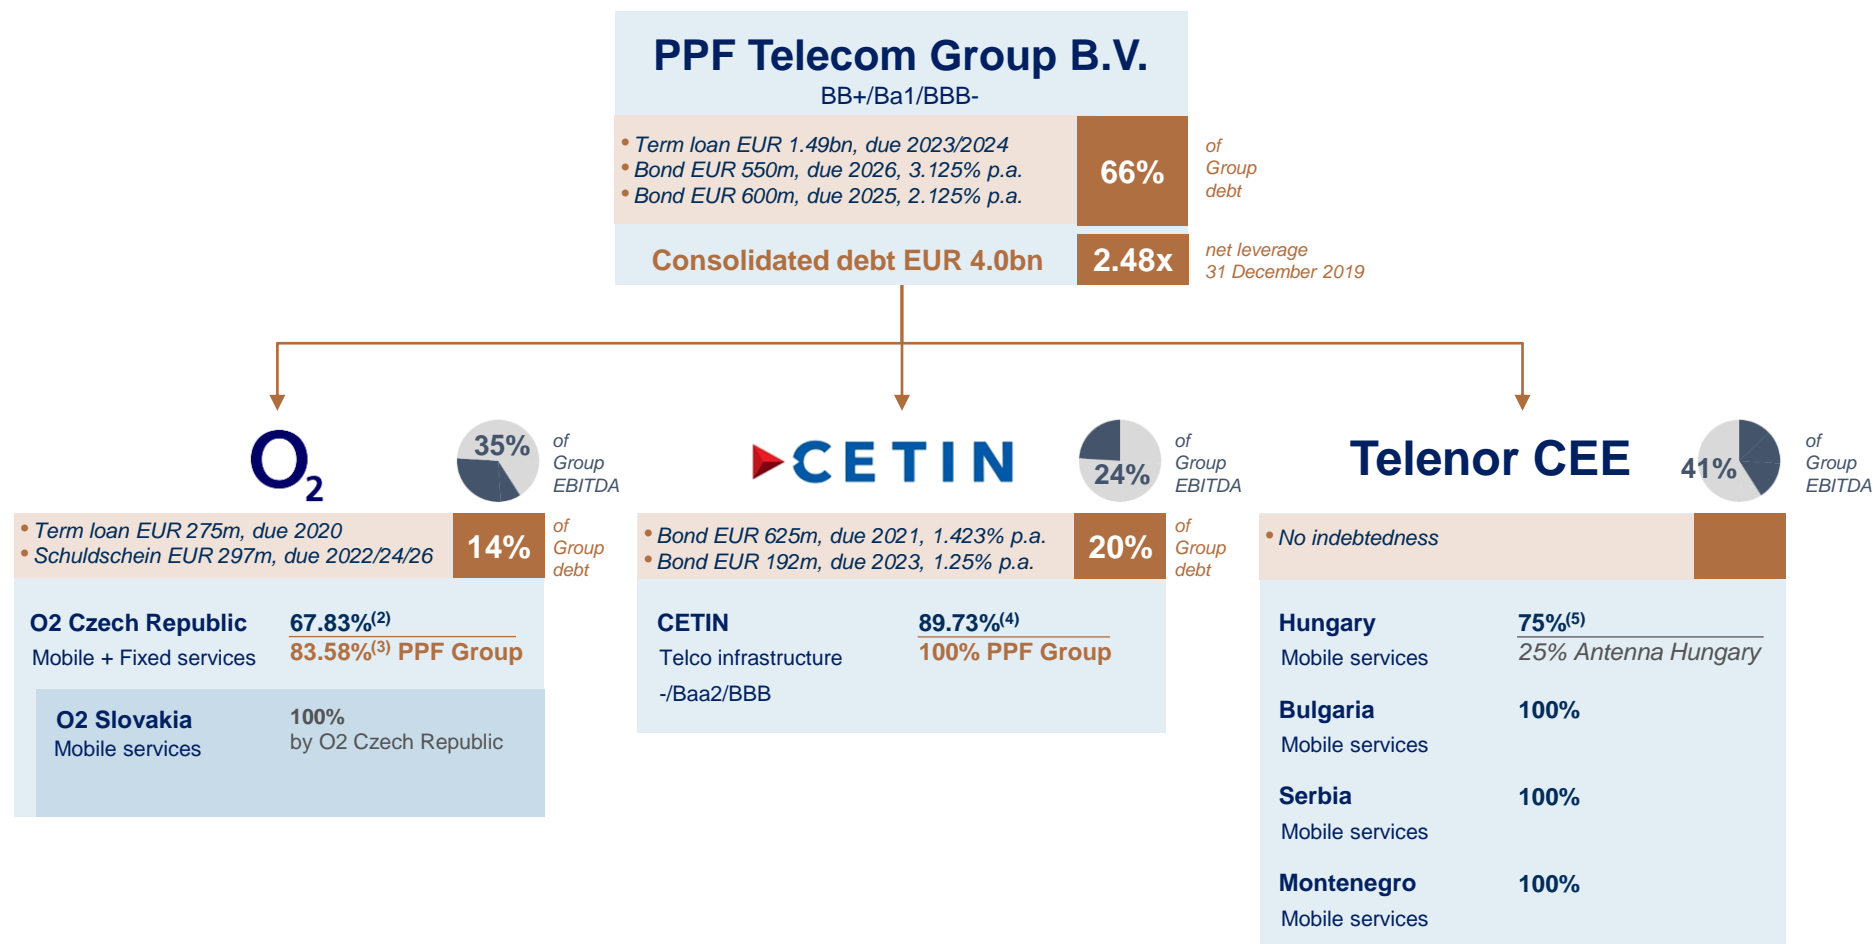 PPF Telecom Group B.V.
BB+/Ba1/BBB-
• Term loan EUR 1.49bn, due 2023/2024
• Bond EUR 550m, due 2026, 3.125% p.a.
• Bond EUR 600m, due 2025, 2.125% p.a.
66%
of
Group
debt
Consolidated debt EUR 4.0bn
2.48x
net leverage
31 December 2019
O2
35%
of
Group
EBITDA
• Term loan EUR 275m, due 2020
• Schuldschein EUR 297m, due 2022/24/26
14%
of
Group
debt
O2 Czech Republic
Mobile + Fixed services
67.83%(2)
83.58%(3) PPF Group
O2 Slovakia
Mobile services
100%
by O2 Czech Republic
CETIN
24%
of
Group
EBITDA
• Bond EUR 625m, due 2021, 1.423% p.a.
• Bond EUR 192m, due 2023, 1.25% p.a.
20%
of
Group
debt
CETIN
Telco infrastructure
-/Baa2/BBB
89.73%(4)
100% PPF Group
Telenor CEE
41%
of
Group
EBITDA
• No indebtedness
Hungary
Mobile services
75%(5)
25% Antenna Hungary
Bulgaria
100%
Mobile services
Serbia
100%
Mobile services
Montenegro
100%
Mobile services